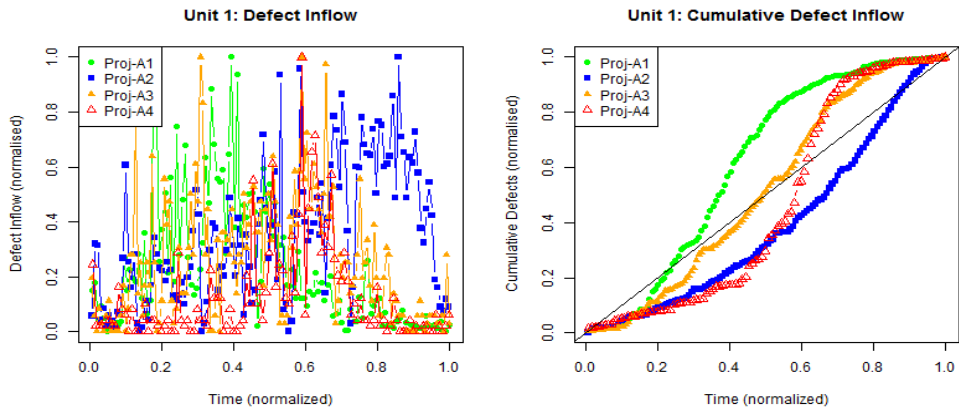 Unit 1: Defect Inflow
Defect Inflow (normalised)
1.0
0.8
0.6
0.4
0.2
0.0
Proj-A1
Proj-A2
Proj-A3
Proj-A4
0.0 0.2 0.4 0.6 0.8 1.0
Time (normalized)
Unit 1: Cumulative Defect Inflow
Cumulative Defects (normalised)
1.0
0.8
0.6
0.4
0.2
0.0
Proj-A1
Proj-A2
Proj-A3
Proj-A4
0.0 0.2 0.4 0.6 0.8 1.0
Time (normalized)